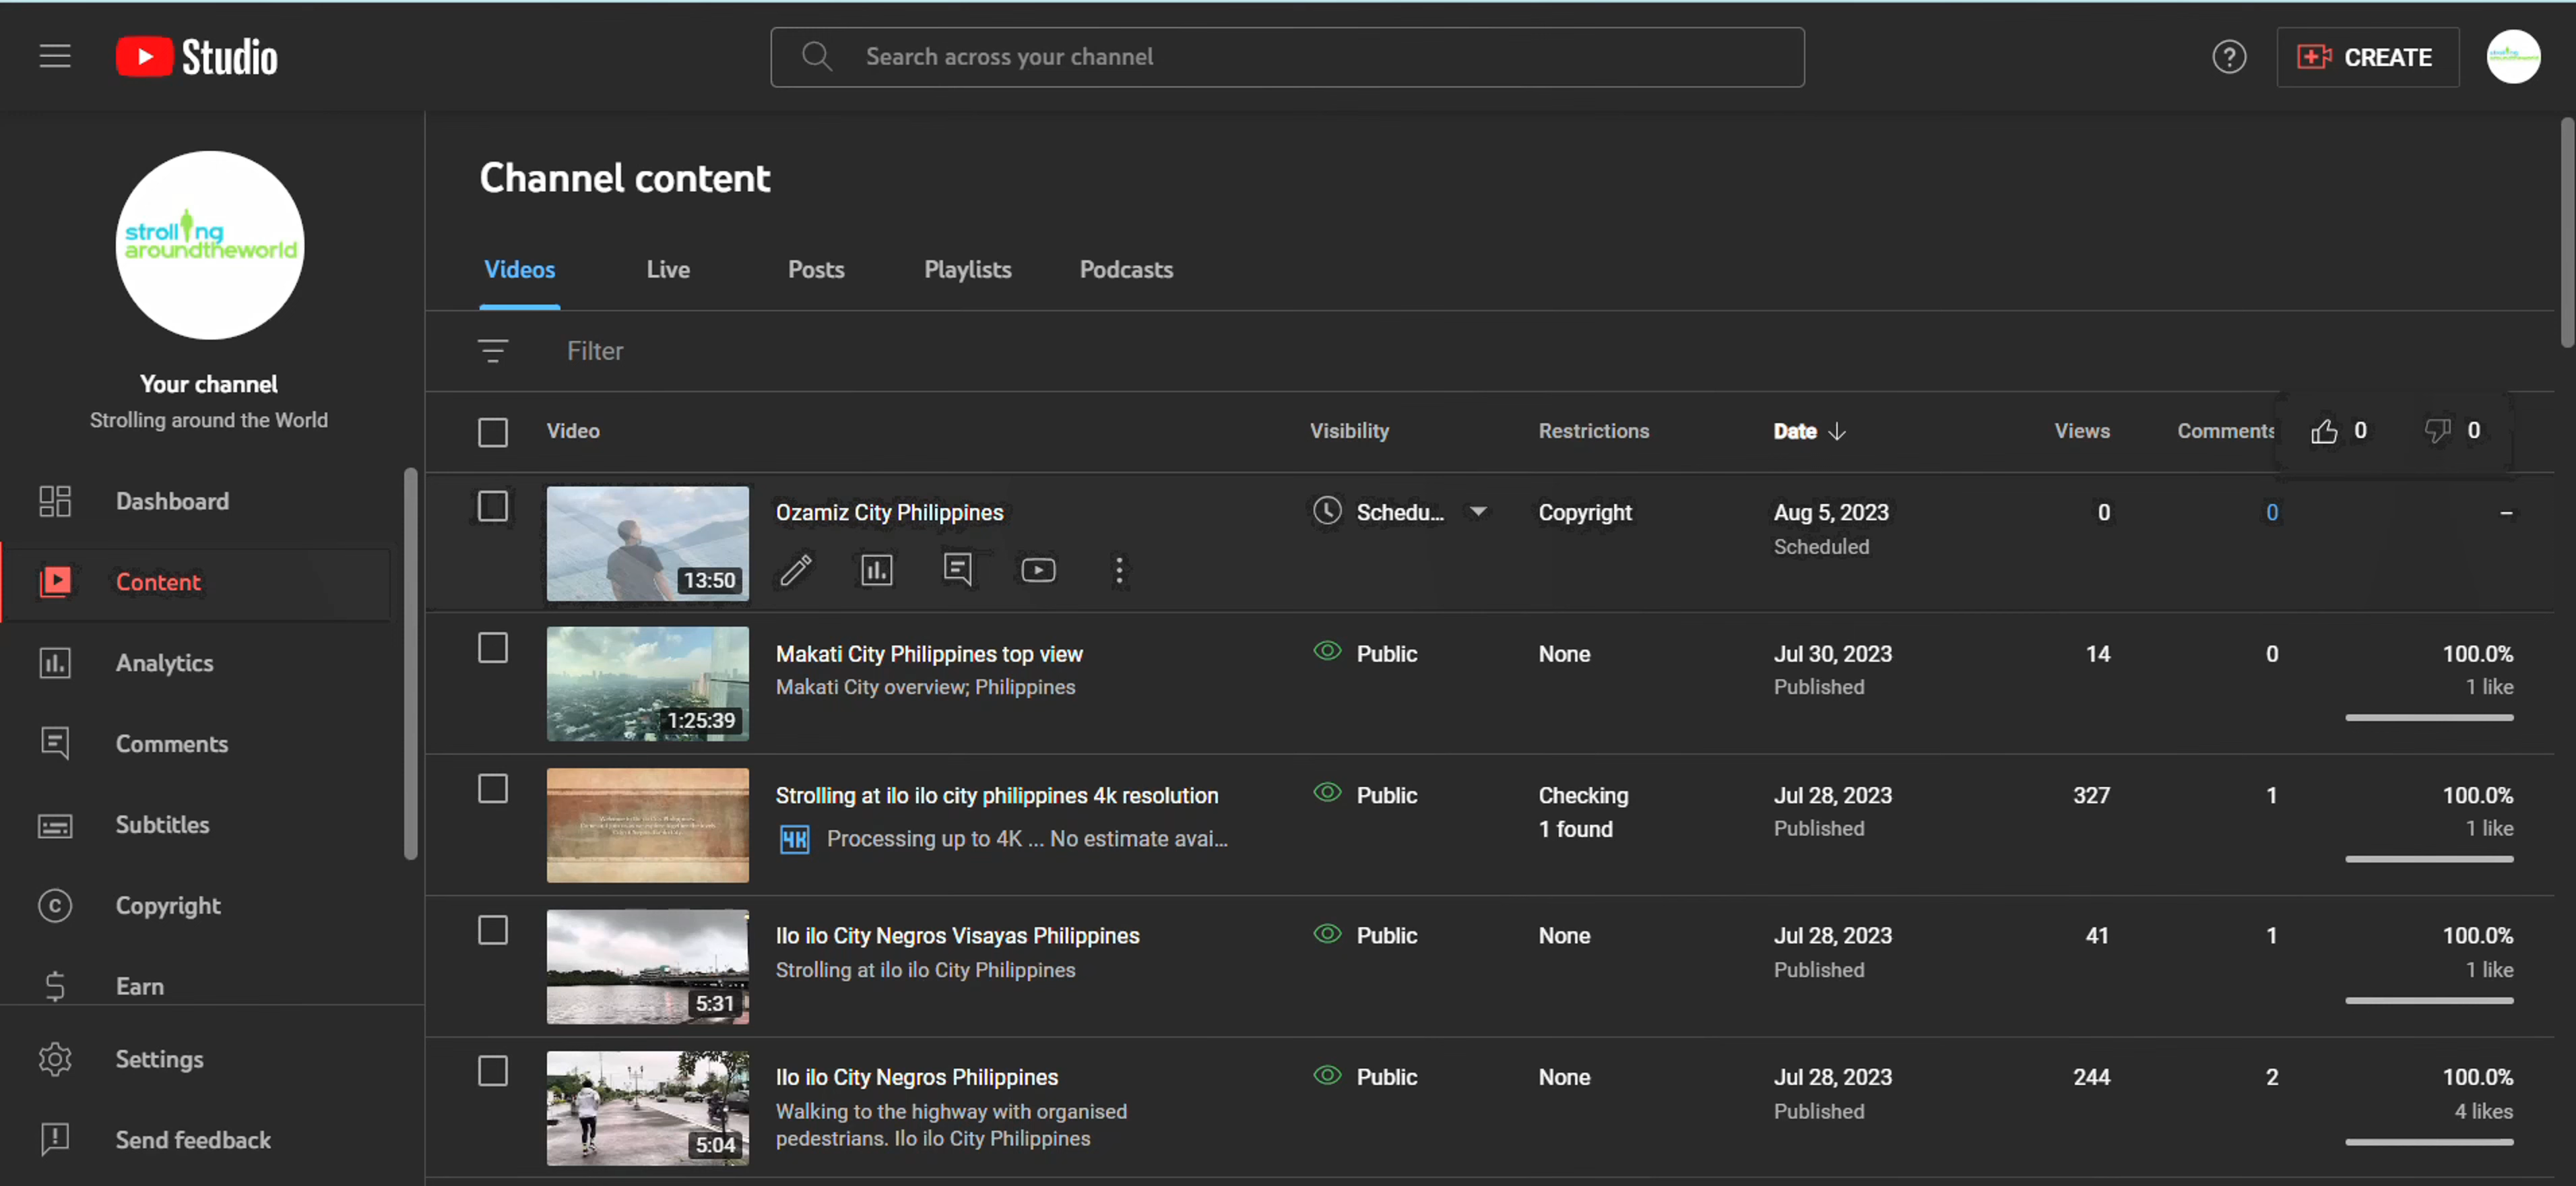 Studio
Search across your channel
CREATE
Channel content
Videos
Live
Posts
Playlists
Podcasts
Filter
strolling
aroundtheworld
Your channel
Strolling around the World
Dashboard
Content
Analytics
Comments
Subtitles
Copyright
Earn
Settings
Send feedback
Video Visibility Restrictions Date Views Comments 0 0
Ozamiz City Philippines Schedu... Copyright Aug 5, 2023 0 0 –
Scheduled
13:50
Makati City Philippines top view Public None Jul 30, 2023 14 0 100.0%
Makati City overview; Philippines Published 1 like
1:25:39
Strolling at ilo ilo city philippines 4k resolution Public Checking Jul 28, 2023 327 1 100.0%
1 found Published 1 like
4K Processing up to 4K ... No estimate avai...
Ilo ilo City Negros Visayas Philippines Public None Jul 28, 2023 41 1 100.0%
Strolling at ilo ilo City Philippines Published 1 like
5:31
Ilo ilo City Negros Philippines Public None Jul 28, 2023 244 2 100.0%
Walking to the highway with organised Published 4 likes
pedestrians. Ilo ilo City Philippines
5:04